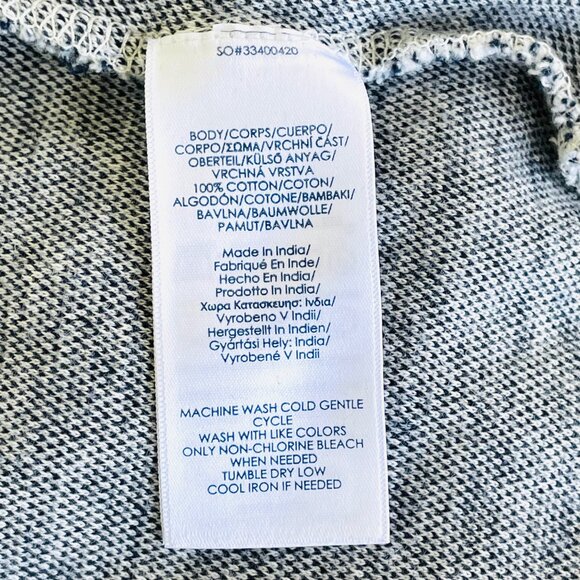 SO#33400420
BODY/CORPS/CUERPO/
CORPO/ΣΩΜΑ/VRCHNÍ ČÁST/
OBERTEIL/KÜLSŐ ANYAG/
VRCHNÁ VRSTVA
100% COTTON/COTON/
ALGODÓN/COTONE/BAMBAKI/
BAVLNA/BAUMWOLLE/
PAMUT/BAVLNA
Made In India/
Fabriqué En Inde/
Hecho En India/
Prodotto In India/
Χωρα Κατασκευησ: Ινδια/
Vyrobeno V Indii/
Hergestellt In Indien/
Gyártási Hely: India/
Vyrobené V Indii
MACHINE WASH COLD GENTLE
CYCLE
WASH WITH LIKE COLORS
ONLY NON-CHLORINE BLEACH
WHEN NEEDED
TUMBLE DRY LOW
COOL IRON IF NEEDED